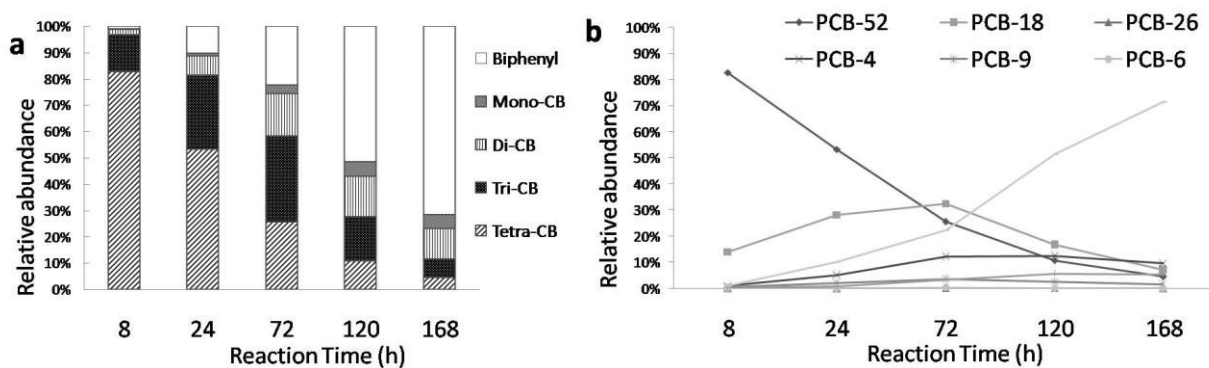 a
Relative abundance
100%
90%
80%
70%
60%
50%
40%
30%
20%
10%
0%
8 24 72 120 168
Reaction Time (h)
Biphenyl
Mono-CB
Di-CB
Tri-CB
Tetra-CB
b
PCB-52 PCB-18 PCB-26
PCB-4 PCB-9 PCB-6
Relative abundance
100%
90%
80%
70%
60%
50%
40%
30%
20%
10%
0%
8 24 72 120 168
Reaction Time (h)